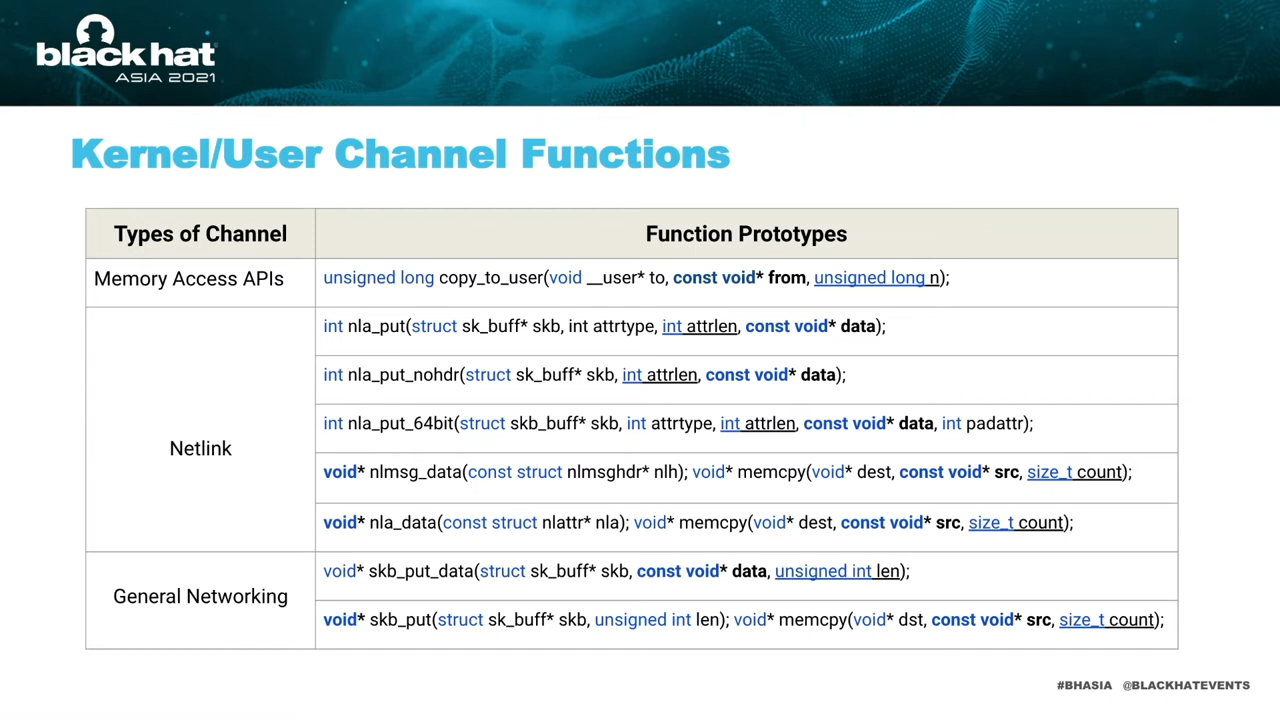 black hat
ASIA 2021
Kernel/User Channel Functions
Types of Channel
Function Prototypes
Memory Access APIs
unsigned long copy_to_user(void __user* to, const void* from, unsigned long n);
Netlink
int nla_put(struct sk_buff* skb, int attrtype, int attrlen, const void* data);
int nla_put_nohdr(struct sk_buff* skb, int attrlen, const void* data);
int nla_put_64bit(struct skb_buff* skb, int attrtype, int attrlen, const void* data, int padattr);
void* nlmsg_data(const struct nlmsghdr* nlh); void* memcpy(void* dest, const void* src, size_t count);
void* nla_data(const struct nlattr* nla); void* memcpy(void* dest, const void* src, size_t count);
General Networking
void* skb_put_data(struct sk_buff* skb, const void* data, unsigned int len);
void* skb_put(struct sk_buff* skb, unsigned int len); void* memcpy(void* dst, const void* src, size_t count);
#BHASIA @BLACKHATEVENTS